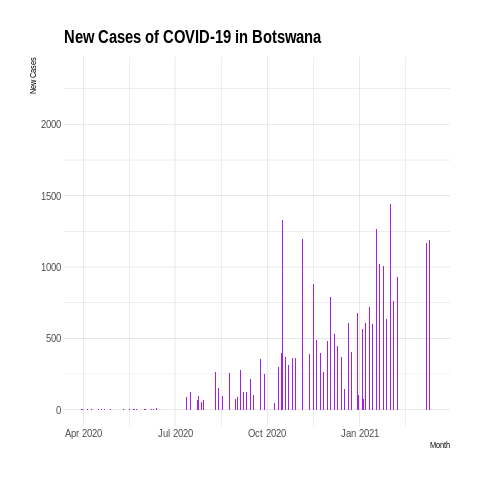 New Cases of COVID-19 in Botswana
New Cases
2000
1500
1000
500
0
Apr 2020
Jul 2020
Oct 2020
Jan 2021
Month